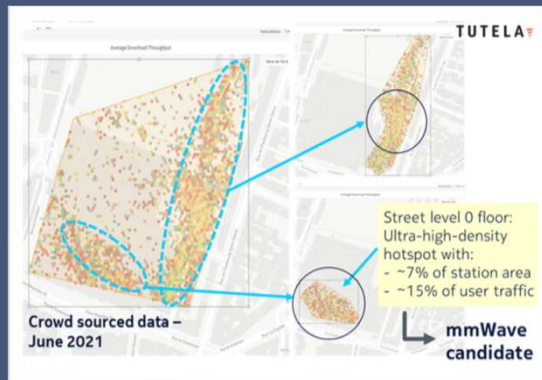 TUTELA
Average Download Throughput
Average Download Throughput
Average Download Throughput
Street level 0 floor:
Ultra-high-density
hotspot with:
- ~7% of station area
- ~15% of user traffic
Crowd sourced data –
June 2021
mmWave
candidate